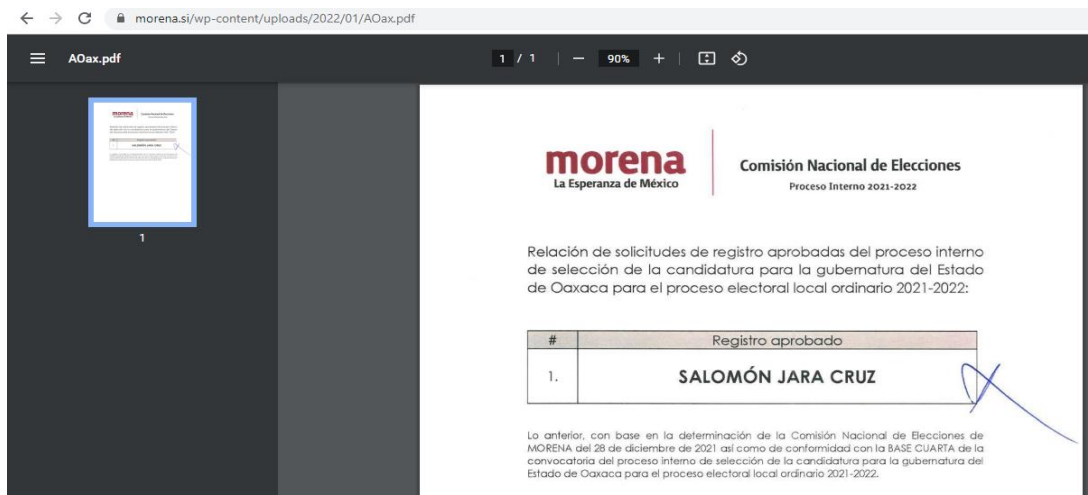 morena.si/wp-content/uploads/2022/01/AOax.pdf
AOax.pdf
1 / 1 | − 90% + |
1
morena
La Esperanza de México
Comisión Nacional de Elecciones
Proceso Interno 2021-2022
Relación de solicitudes de registro aprobadas del proceso interno
de selección de la candidatura para la gubernatura del Estado
de Oaxaca para el proceso electoral local ordinario 2021-2022:
# Registro aprobado
1. SALOMÓN JARA CRUZ
Lo anterior, con base en la determinación de la Comisión Nacional de Elecciones de
MORENA del 28 de diciembre de 2021 así como de conformidad con la BASE CUARTA de la
convocatoria del proceso interno de selección de la candidatura para la gubernatura del
Estado de Oaxaca para el proceso electoral local ordinario 2021-2022.